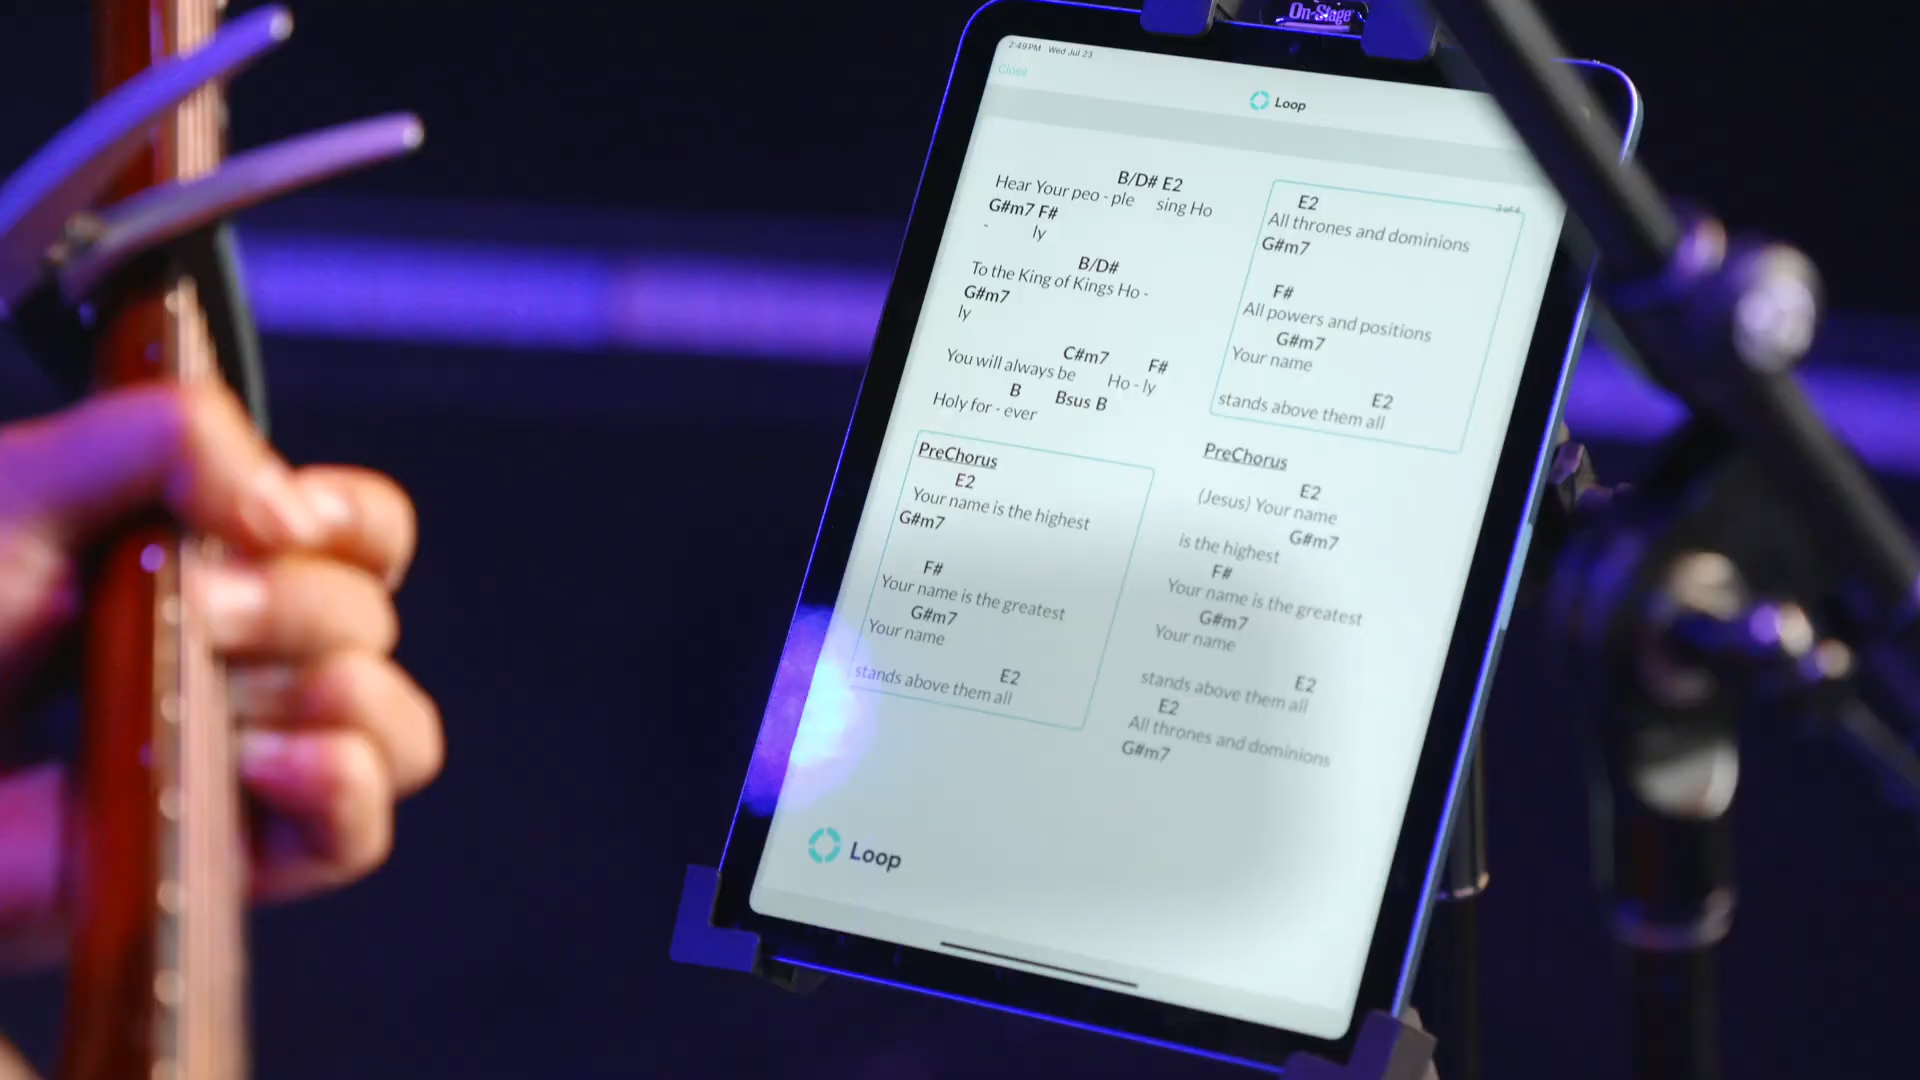 On-Stage
2:49PM Wed Jul 23
Close
Loop
B/D# E2
Hear Your peo - ple sing Ho
G#m7 F#
- ly
B/D#
To the King of Kings Ho -
G#m7
ly
C#m7 F#
You will always be Ho - ly
B Bsus B
Holy for - ever
PreChorus
E2
Your name is the highest
G#m7
F#
Your name is the greatest
G#m7
Your name
E2
stands above them all
2 of 4
E2
All thrones and dominions
G#m7
F#
All powers and positions
G#m7
Your name
E2
stands above them all
PreChorus
E2
(Jesus) Your name
G#m7
is the highest
F#
Your name is the greatest
G#m7
Your name
E2
stands above them all
E2
All thrones and dominions
G#m7
Loop